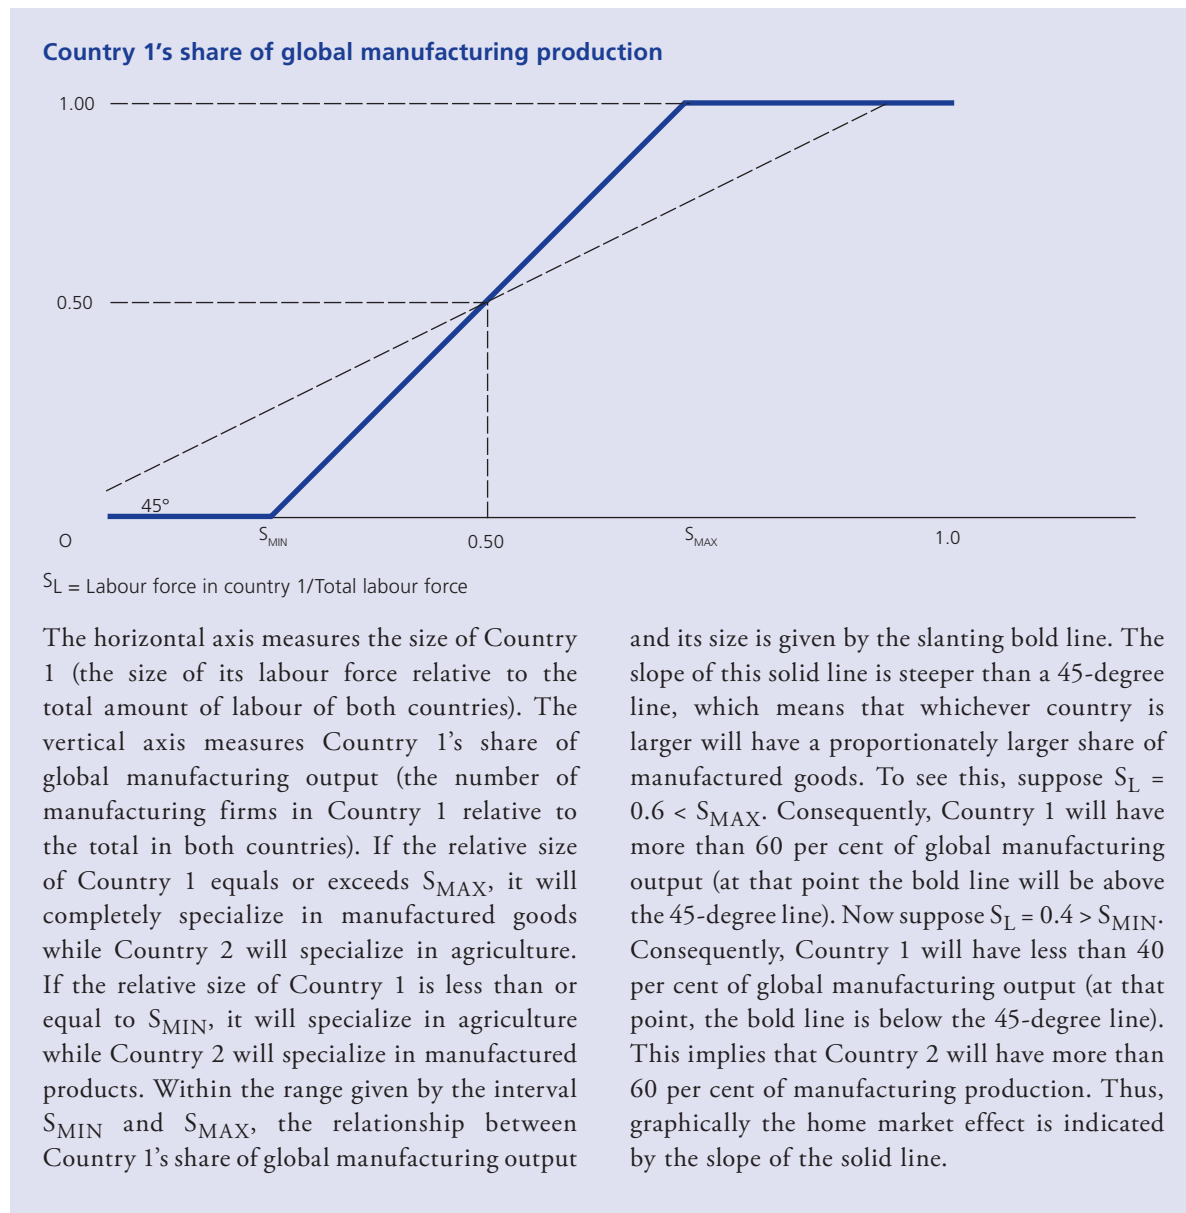 Country 1's share of global manufacturing production
1.00
0.50
45°
O
SMIN
0.50
SMAX
1.0
SL = Labour force in country 1/Total labour force
The horizontal axis measures the size of Country
1 (the size of its labour force relative to the
total amount of labour of both countries). The
vertical axis measures Country 1's share of
global manufacturing output (the number of
manufacturing firms in Country 1 relative to
the total in both countries). If the relative size
of Country 1 equals or exceeds SMAX, it will
completely specialize in manufactured goods
while Country 2 will specialize in agriculture.
If the relative size of Country 1 is less than or
equal to SMIN, it will specialize in agriculture
while Country 2 will specialize in manufactured
products. Within the range given by the interval
SMIN and SMAX, the relationship between
Country 1's share of global manufacturing output
and its size is given by the slanting bold line. The
slope of this solid line is steeper than a 45-degree
line, which means that whichever country is
larger will have a proportionately larger share of
manufactured goods. To see this, suppose SL =
0.6 < SMAX. Consequently, Country 1 will have
more than 60 per cent of global manufacturing
output (at that point the bold line will be above
the 45-degree line). Now suppose SL = 0.4 > SMIN.
Consequently, Country 1 will have less than 40
per cent of global manufacturing output (at that
point, the bold line is below the 45-degree line).
This implies that Country 2 will have more than
60 per cent of manufacturing production. Thus,
graphically the home market effect is indicated
by the slope of the solid line.